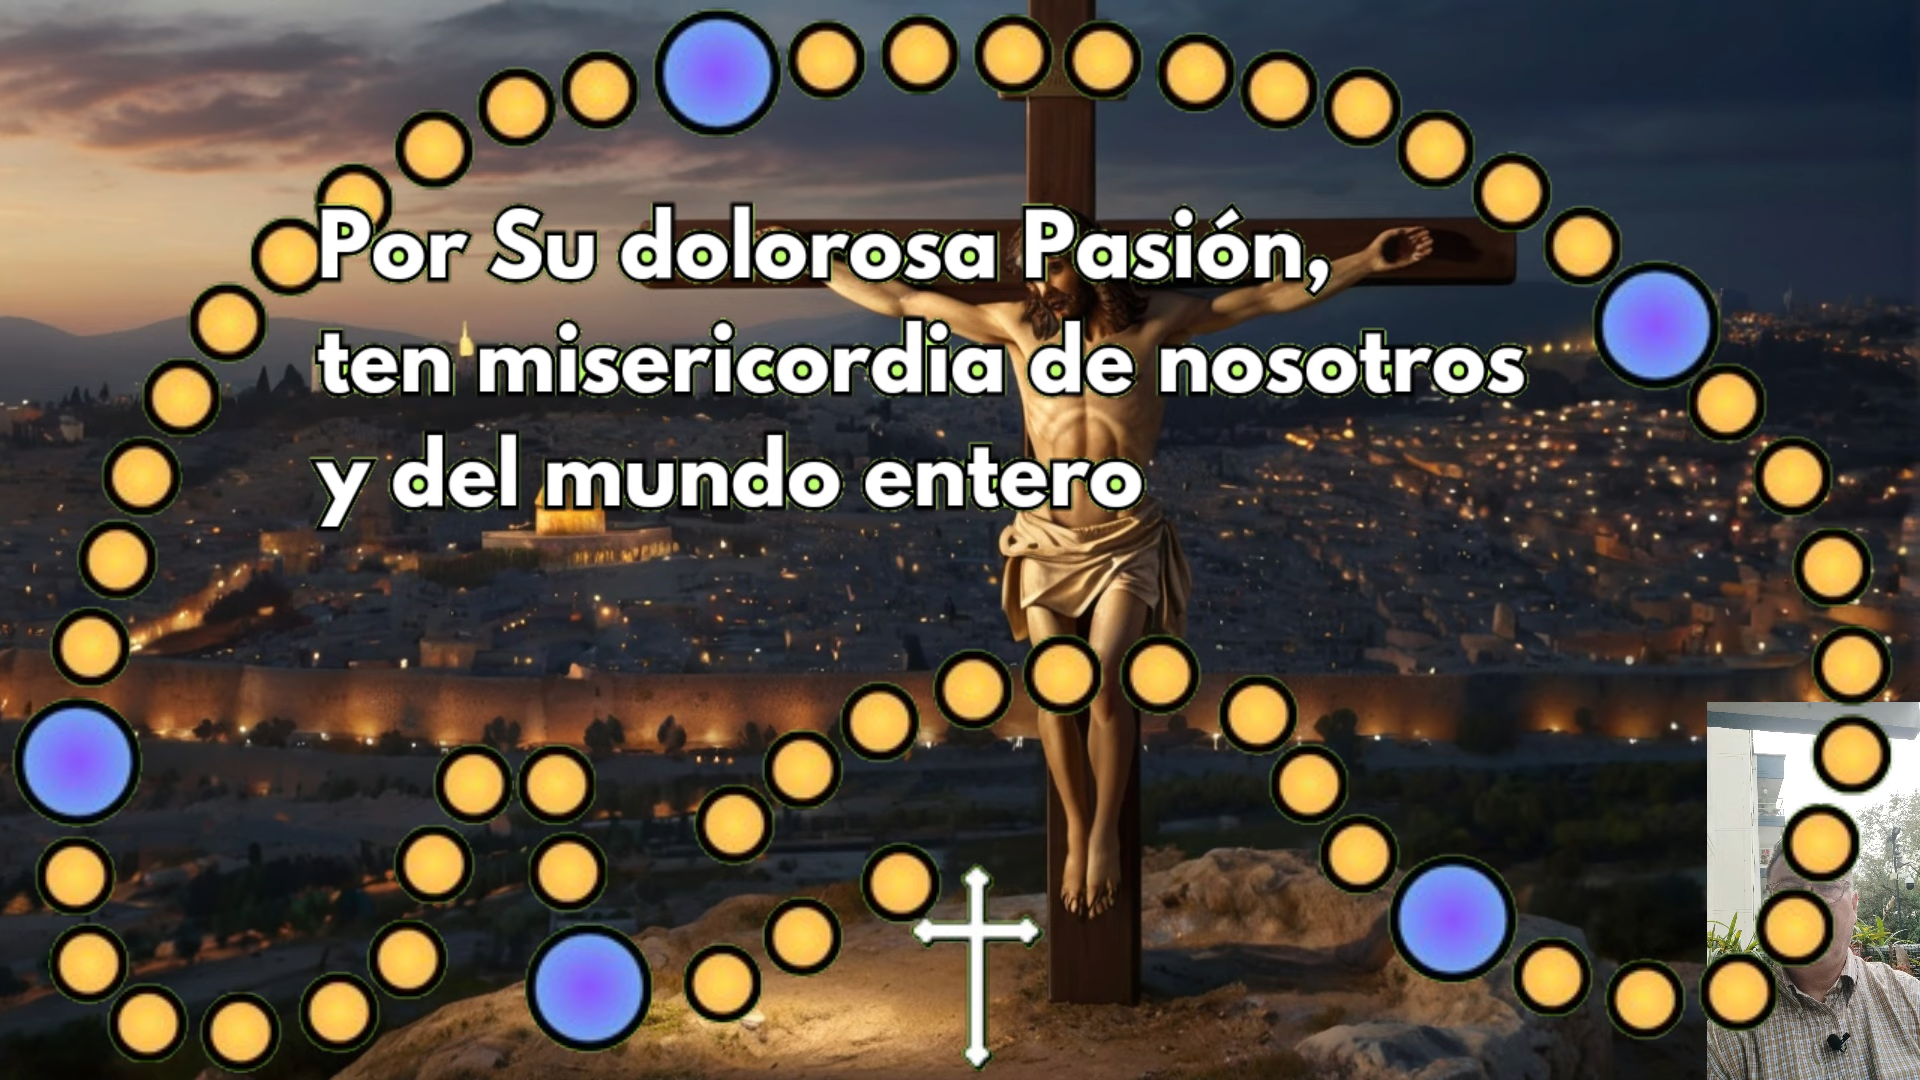 Por Su dolorosa Pasión,
ten misericordia de nosotros
y del mundo entero